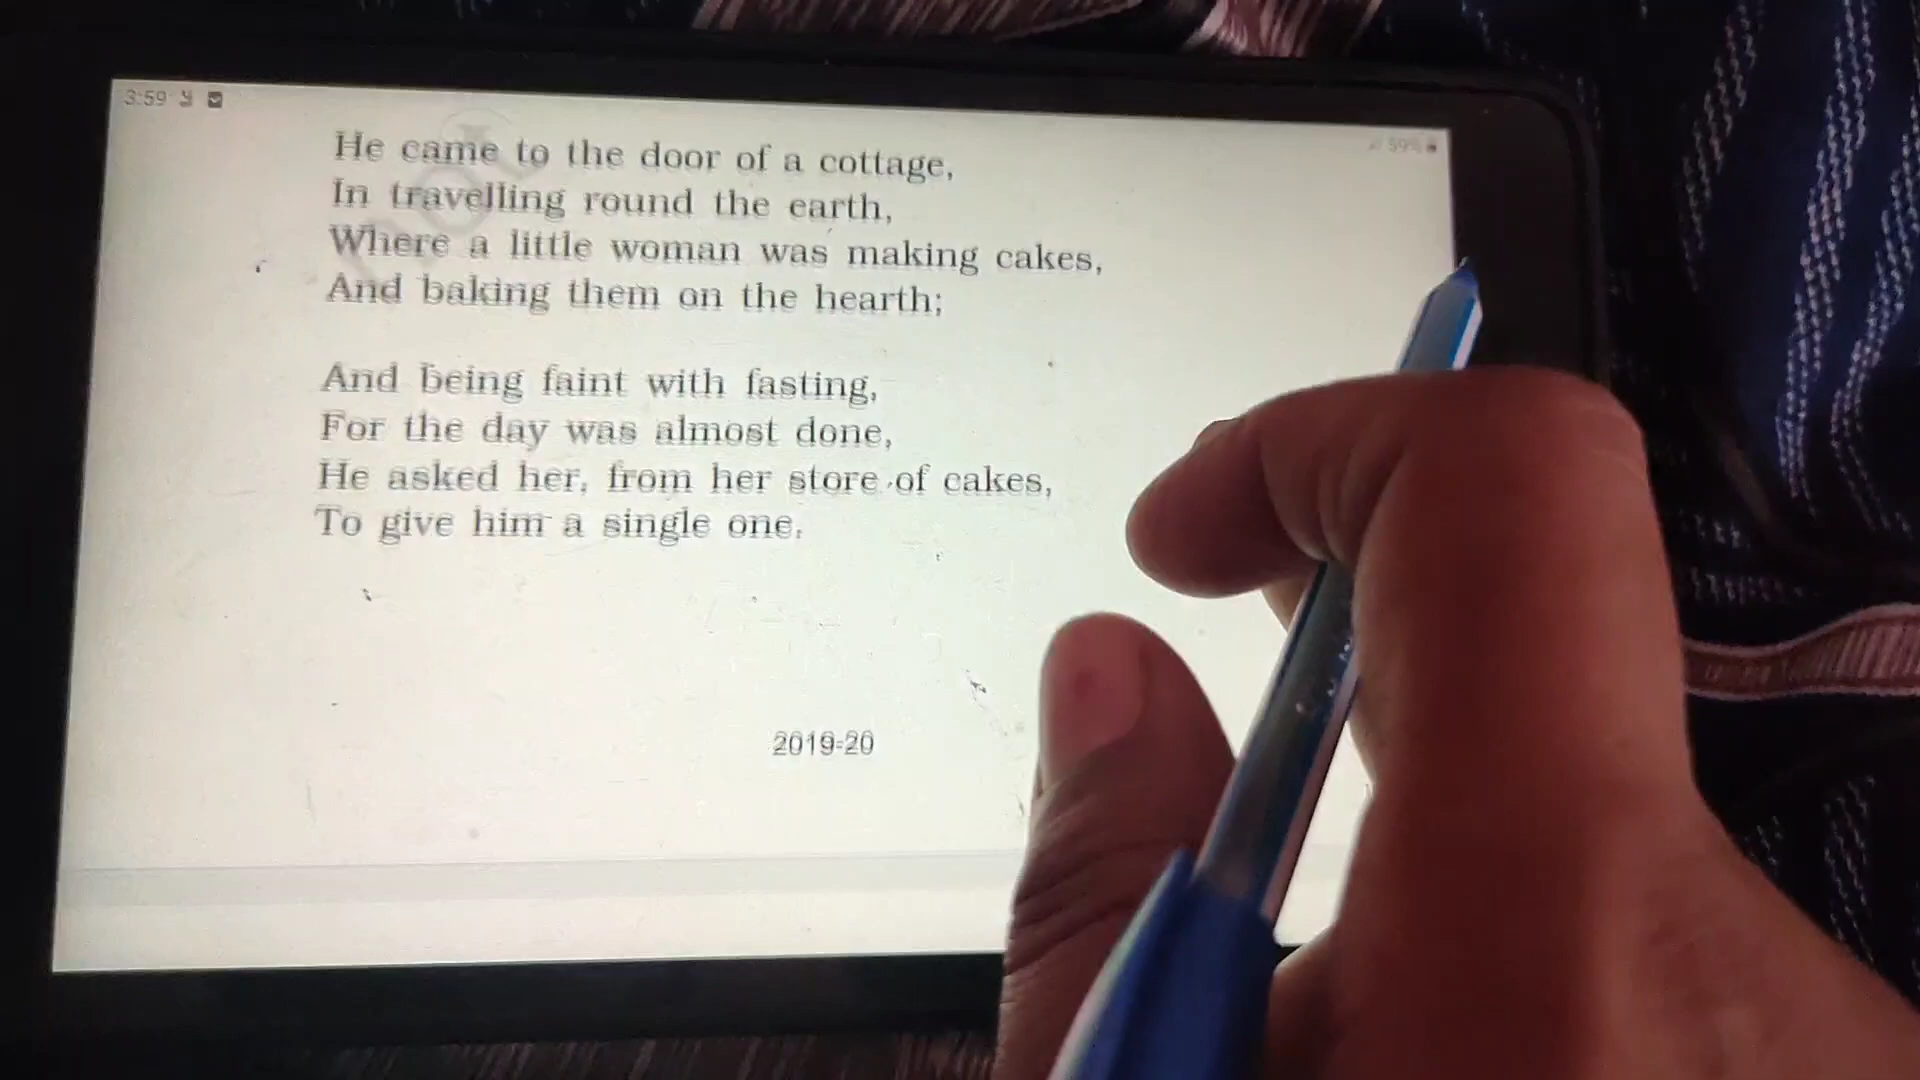 3:59
59%
He came to the door of a cottage,
In travelling round the earth,
Where a little woman was making cakes,
And baking them on the hearth;
And being faint with fasting,
For the day was almost done,
He asked her, from her store of cakes,
To give him a single one.
2019-20